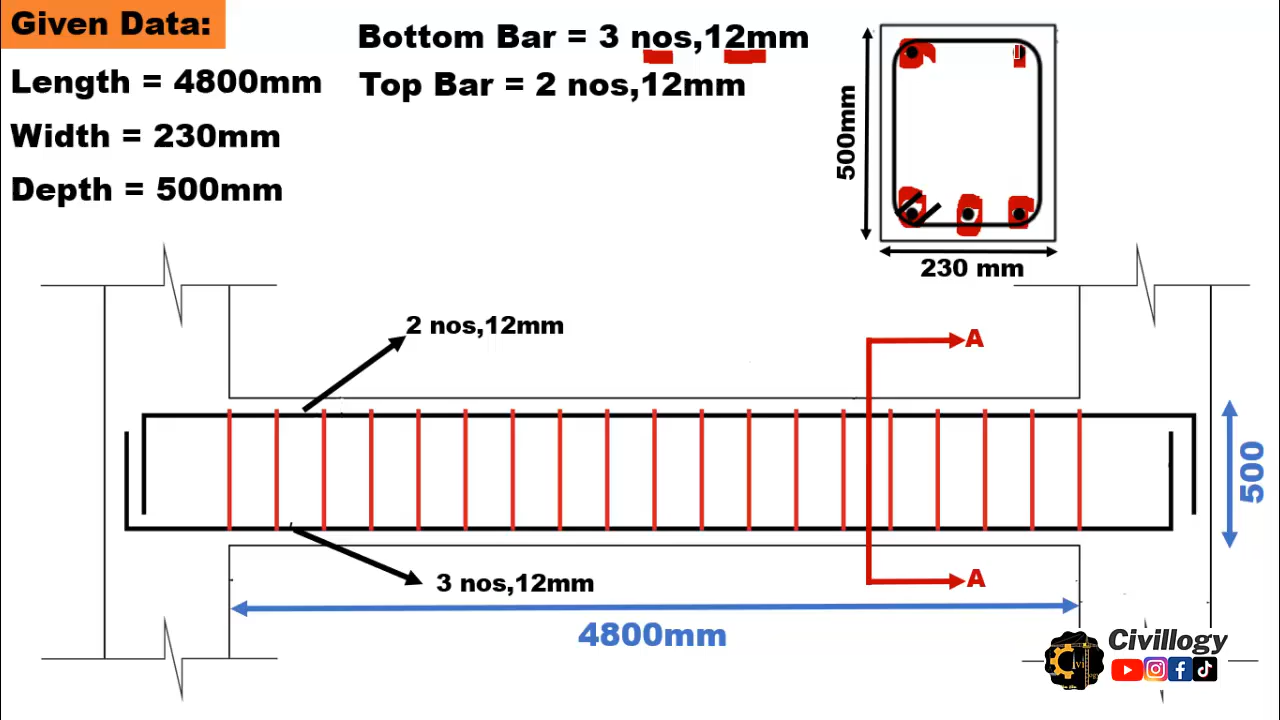 Given Data:
Length = 4800mm
Width = 230mm
Depth = 500mm
Bottom Bar = 3 nos,12mm
Top Bar = 2 nos,12mm
500mm
230 mm
2 nos,12mm
A
500
3 nos,12mm
A
4800mm
Civillogy